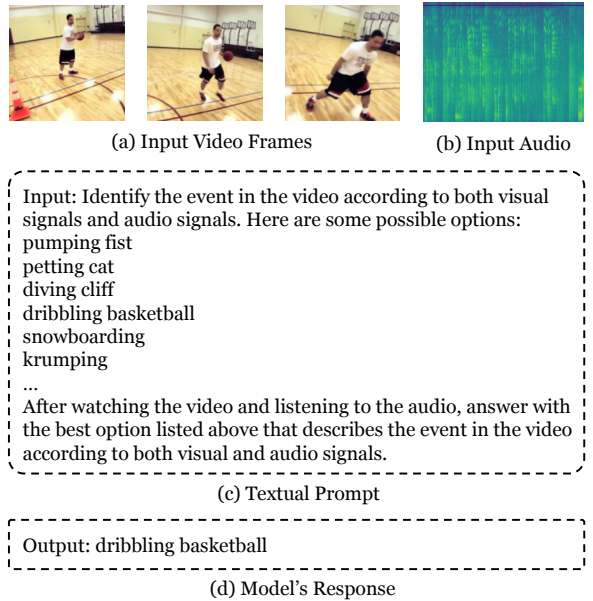 (a) Input Video Frames
(b) Input Audio
Input: Identify the event in the video according to both visual
signals and audio signals. Here are some possible options:
pumping fist
petting cat
diving cliff
dribbling basketball
snowboarding
krumping
...
After watching the video and listening to the audio, answer with
the best option listed above that describes the event in the video
according to both visual and audio signals.
(c) Textual Prompt
Output: dribbling basketball
(d) Model’s Response